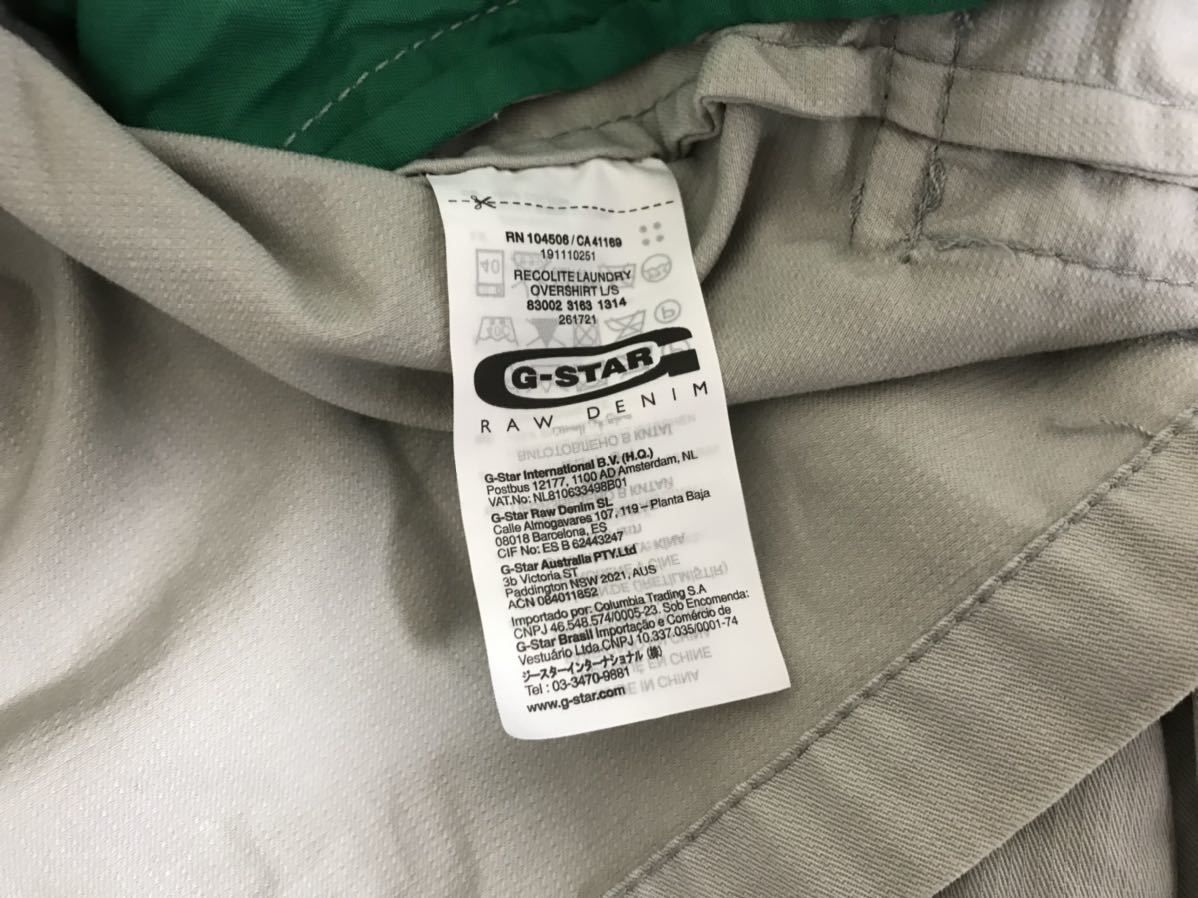 RN 104506/CA 41169
191110251
RECOLITE LAUNDRY
OVERSHIRT L/S
83002 3163 1314
261721
G-STAR
RAW DENIM
G-Star International B.V. (H.Q.)
Postbus 12177, 1100 AD Amsterdam, NL
VAT.No: NL810633498B01
G-Star Raw Denim SL
Calle Almogavares 107, 119 – Planta Baja
08018 Barcelona, ES
CIF No: ES B 62443247
G-Star Australia PTY.Ltd
3b Victoria ST
Paddington NSW 2021, AUS
ACN 084011852
Importado por: Columbia Trading S.A
CNPJ 46.548.574/0005-23. Sob Encomenda:
G-Star Brasil Importação e Comércio de
Vestuário Ltda.CNPJ 10.337.035/0001-74
ジースターインターナショナル (株)
Tel : 03-3470-9881
www.g-star.com